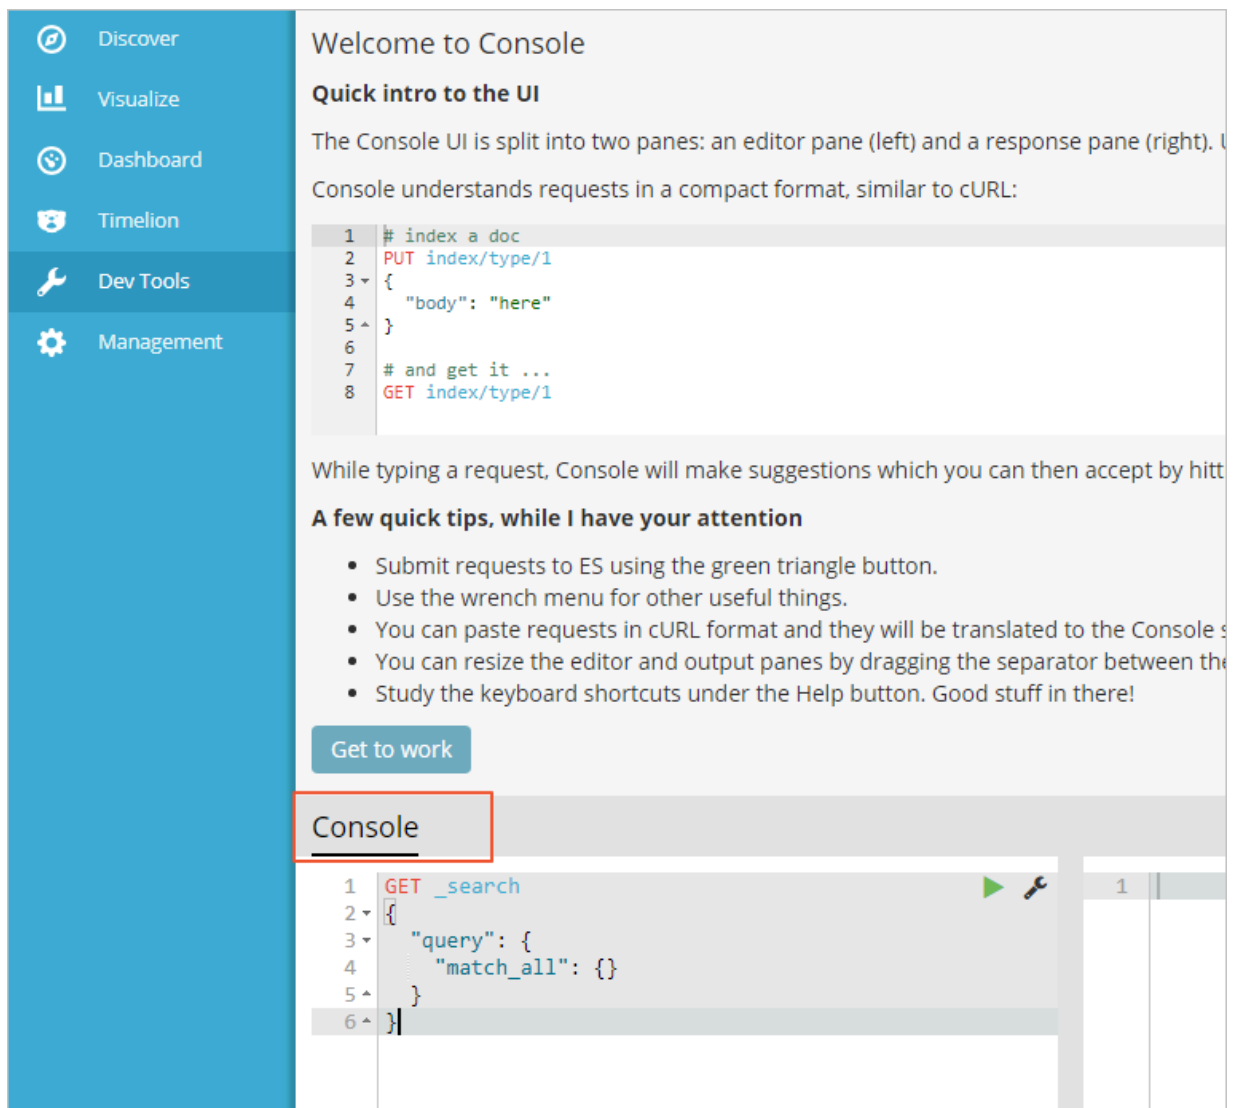 Discover
Visualize
Dashboard
Timelion
Dev Tools
Management
Welcome to Console
Quick intro to the UI
The Console UI is split into two panes: an editor pane (left) and a response pane (right).
Console understands requests in a compact format, similar to cURL:
1 # index a doc
2 PUT index/type/1
3 {
4 "body": "here"
5 }
6
7 # and get it ...
8 GET index/type/1
While typing a request, Console will make suggestions which you can then accept by hitt
A few quick tips, while I have your attention
• Submit requests to ES using the green triangle button.
• Use the wrench menu for other useful things.
• You can paste requests in cURL format and they will be translated to the Console
• You can resize the editor and output panes by dragging the separator between the
• Study the keyboard shortcuts under the Help button. Good stuff in there!
Get to work
Console
1 GET _search
2 {
3 "query": {
4 "match_all": {}
5 }
6 }
1